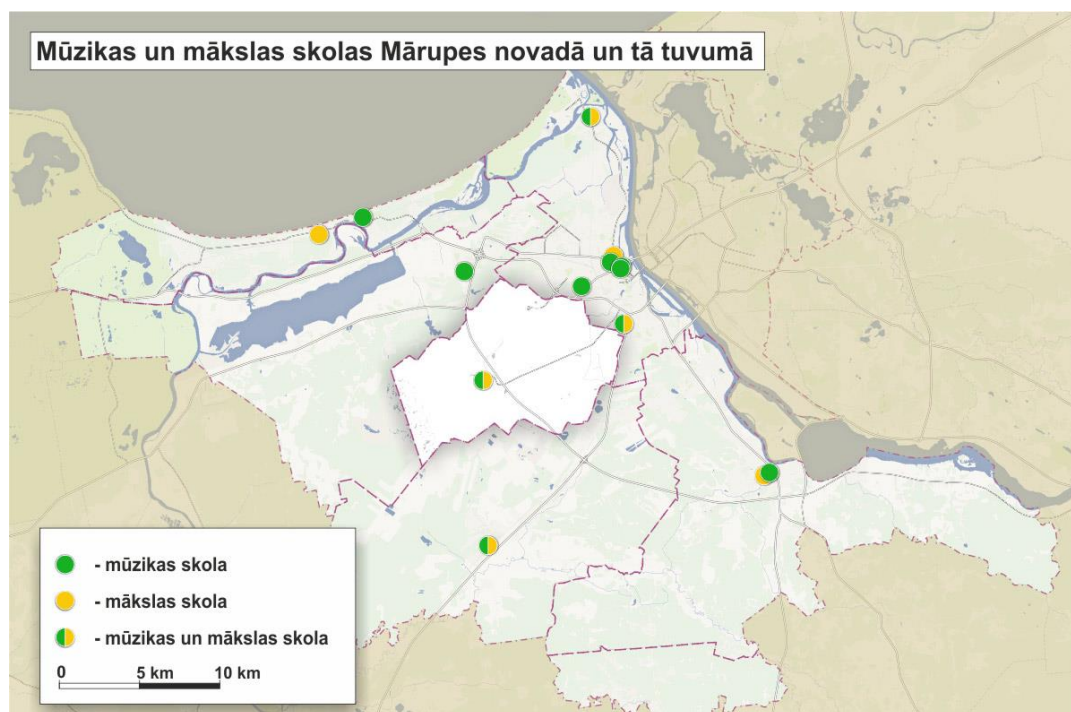 Mūzikas un mākslas skolas Mārupes novadā un tā tuvumā
- mūzikas skola
- mākslas skola
- mūzikas un mākslas skola
0 5 km 10 km